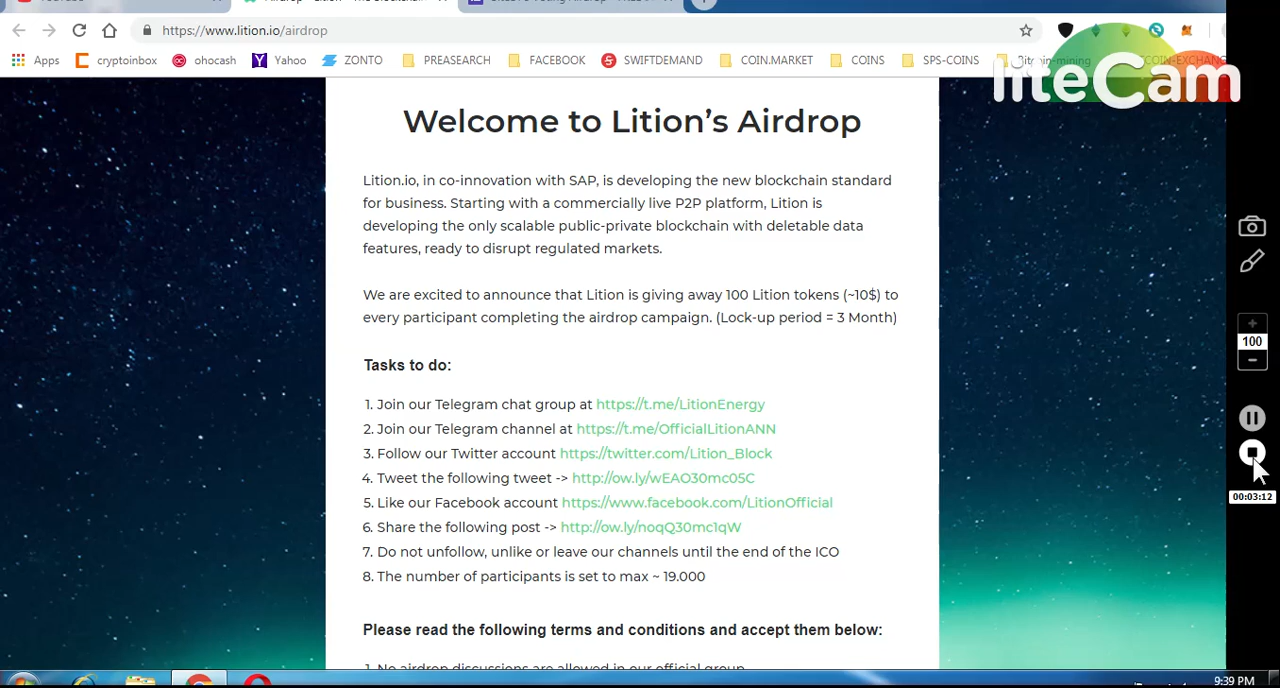 https://www.lition.io/airdrop
Apps cryptoinbox ohocash Yahoo ZONTO PREASEARCH FACEBOOK SWIFTDEMAND COIN.MARKET COINS SPS-COINS
liteCam
Welcome to Lition's Airdrop
Lition.io, in co-innovation with SAP, is developing the new blockchain standard
for business. Starting with a commercially live P2P platform, Lition is
developing the only scalable public-private blockchain with deletable data
features, ready to disrupt regulated markets.
We are excited to announce that Lition is giving away 100 Lition tokens (~10$) to
every participant completing the airdrop campaign. (Lock-up period = 3 Month)
Tasks to do:
1. Join our Telegram chat group at https://t.me/LitionEnergy
2. Join our Telegram channel at https://t.me/OfficialLitionANN
3. Follow our Twitter account https://twitter.com/Lition_Block
4. Tweet the following tweet -> http://ow.ly/wEAO30mc05C
5. Like our Facebook account https://www.facebook.com/LitionOfficial
6. Share the following post -> http://ow.ly/noqQ30mc1qW
7. Do not unfollow, unlike or leave our channels until the end of the ICO
8. The number of participants is set to max ~ 19.000
Please read the following terms and conditions and accept them below:
1. No airdrop discussions are allowed in our official group
100
00:03:12
9:39 PM